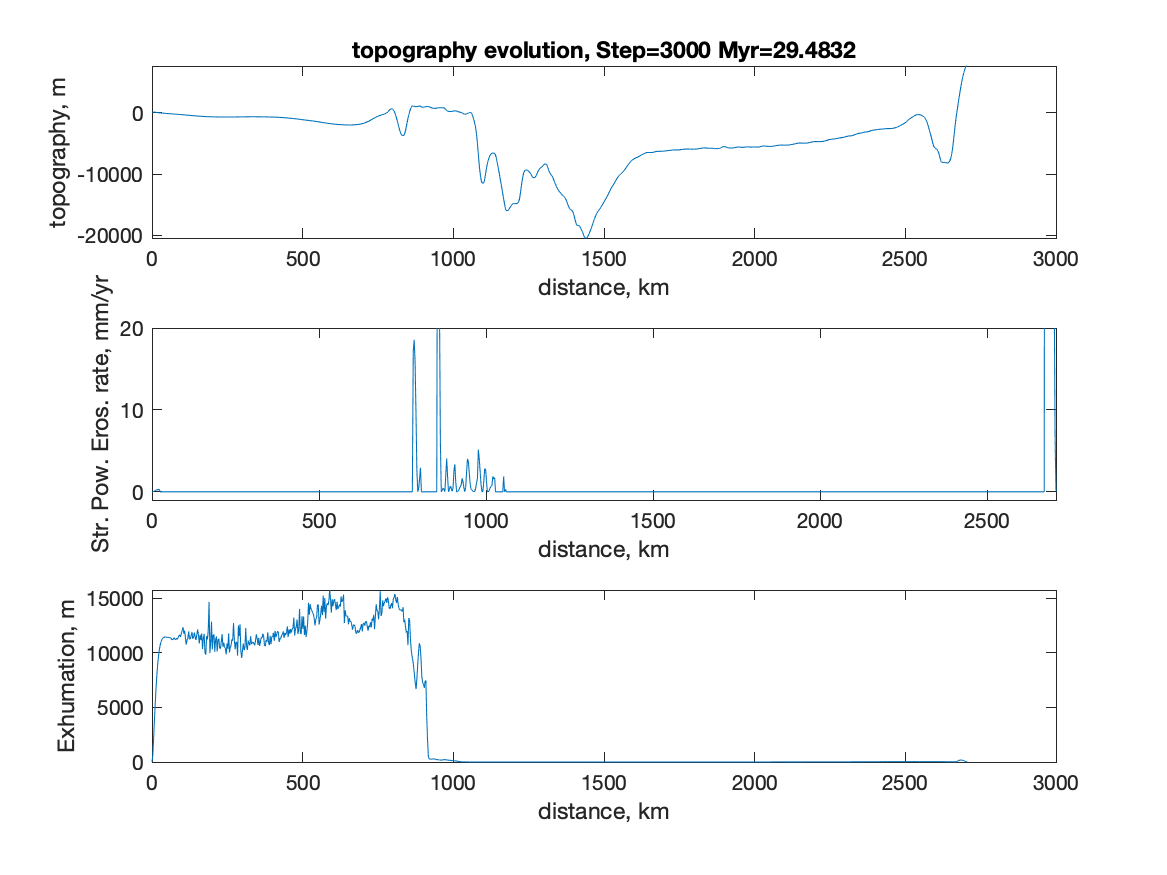 topography evolution, Step=3000 Myr=29.4832
topography, m
0
-10000
-20000
0 500 1000 1500 2000 2500 3000
distance, km
Str. Pow. Eros. rate, mm/yr
20
10
0
0 500 1000 1500 2000 2500
distance, km
Exhumation, m
15000
10000
5000
0
0 500 1000 1500 2000 2500 3000
distance, km